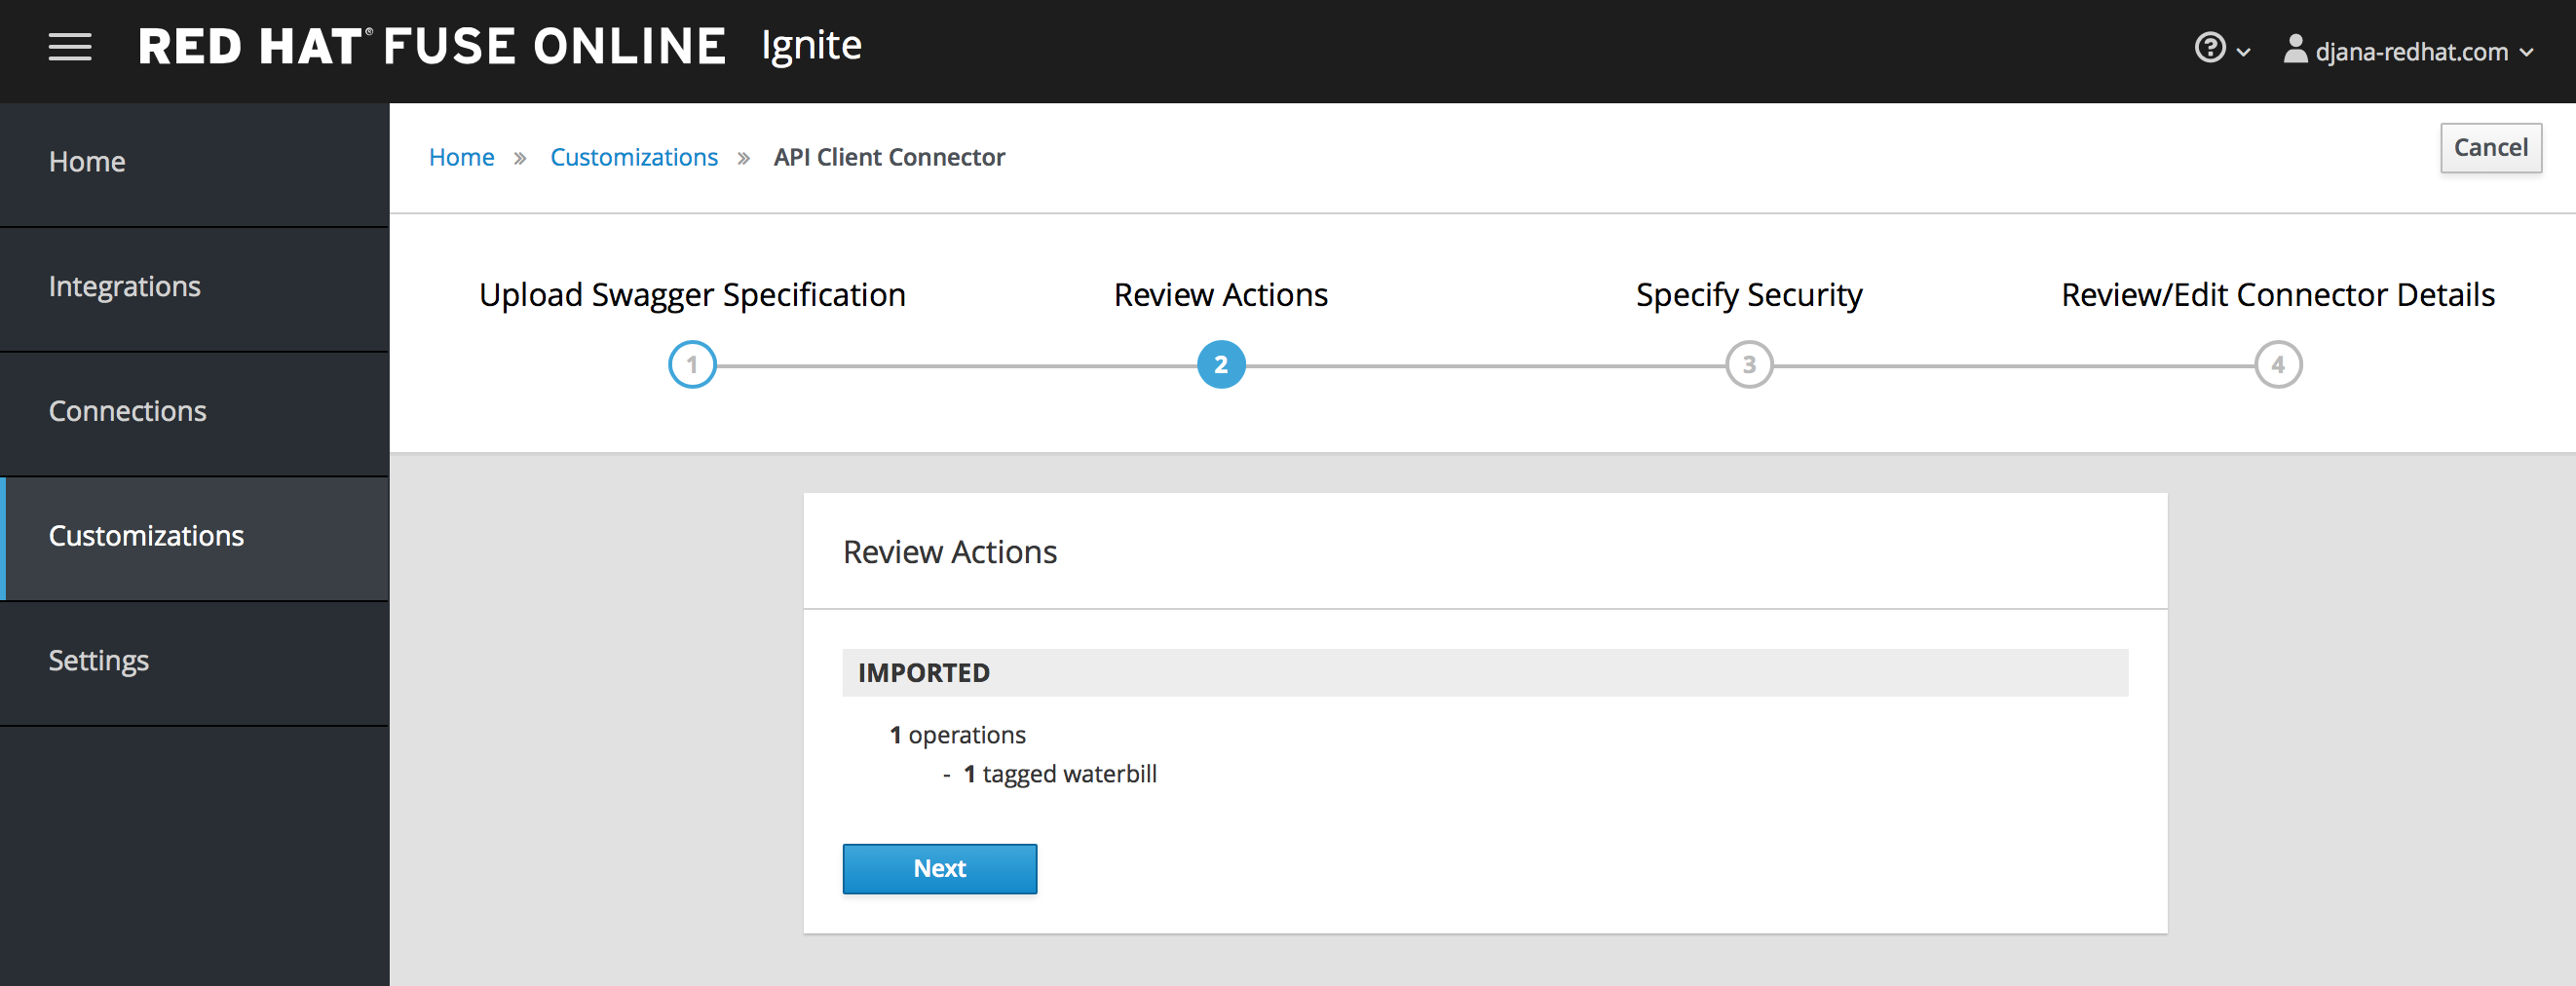 RED HAT® FUSE ONLINE Ignite
? djana-redhat.com
Home
Integrations
Connections
Customizations
Settings
Home » Customizations » API Client Connector
Cancel
Upload Swagger Specification
Review Actions
Specify Security
Review/Edit Connector Details
1
2
3
4
Review Actions
IMPORTED
1 operations
- 1 tagged waterbill
Next